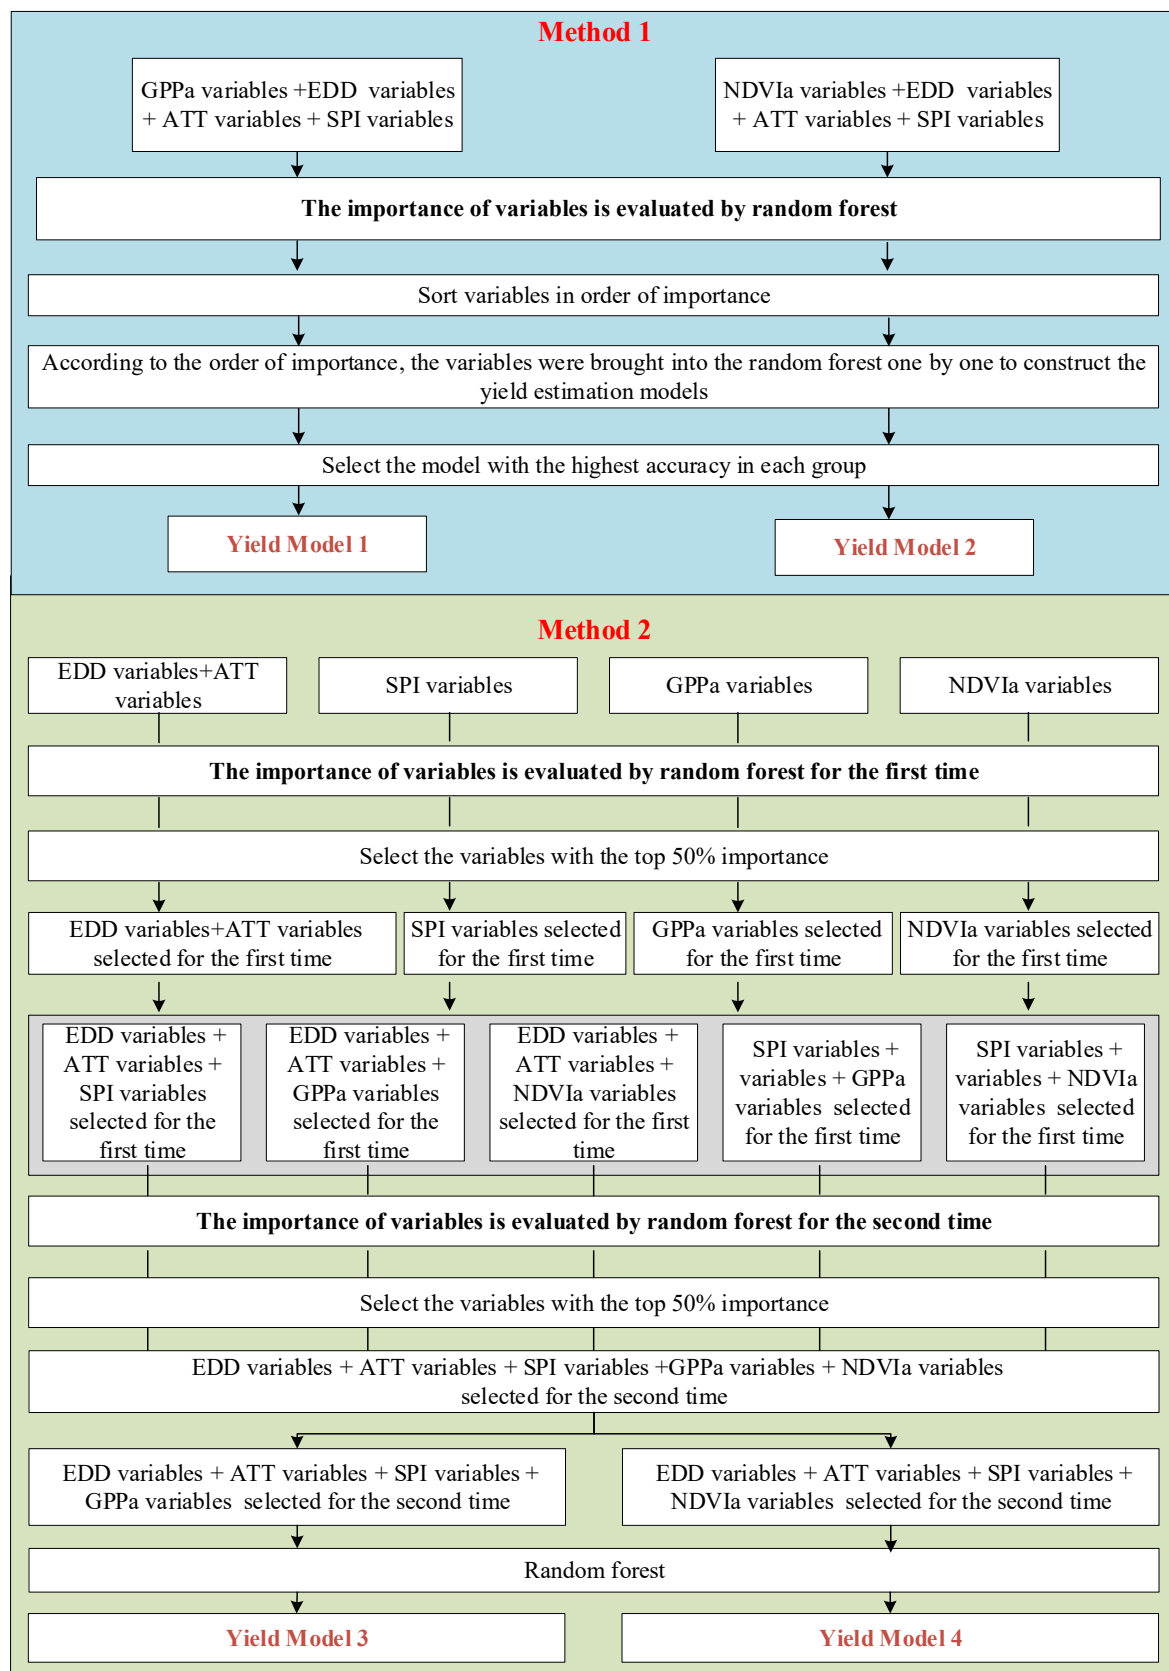 Method 1
GPPa variables +EDD variables
+ ATT variables + SPI variables
NDVIa variables +EDD variables
+ ATT variables + SPI variables
The importance of variables is evaluated by random forest
Sort variables in order of importance
According to the order of importance, the variables were brought into the random forest one by one to construct the
yield estimation models
Select the model with the highest accuracy in each group
Yield Model 1
Yield Model 2
Method 2
EDD variables+ATT
variables
SPI variables
GPPa variables
NDVIa variables
The importance of variables is evaluated by random forest for the first time
Select the variables with the top 50% importance
EDD variables+ATT variables
selected for the first time
SPI variables selected
for the first time
GPPa variables selected
for the first time
NDVIa variables selected
for the first time
EDD variables +
ATT variables +
SPI variables
selected for the
first time
EDD variables +
ATT variables +
GPPa variables
selected for the
first time
EDD variables +
ATT variables +
NDVIa variables
selected for the first
time
SPI variables +
variables + GPPa
variables selected
for the first time
SPI variables +
variables + NDVIa
variables selected
for the first time
The importance of variables is evaluated by random forest for the second time
Select the variables with the top 50% importance
EDD variables + ATT variables + SPI variables +GPPa variables + NDVIa variables
selected for the second time
EDD variables + ATT variables + SPI variables +
GPPa variables selected for the second time
EDD variables + ATT variables + SPI variables +
NDVIa variables selected for the second time
Random forest
Yield Model 3
Yield Model 4